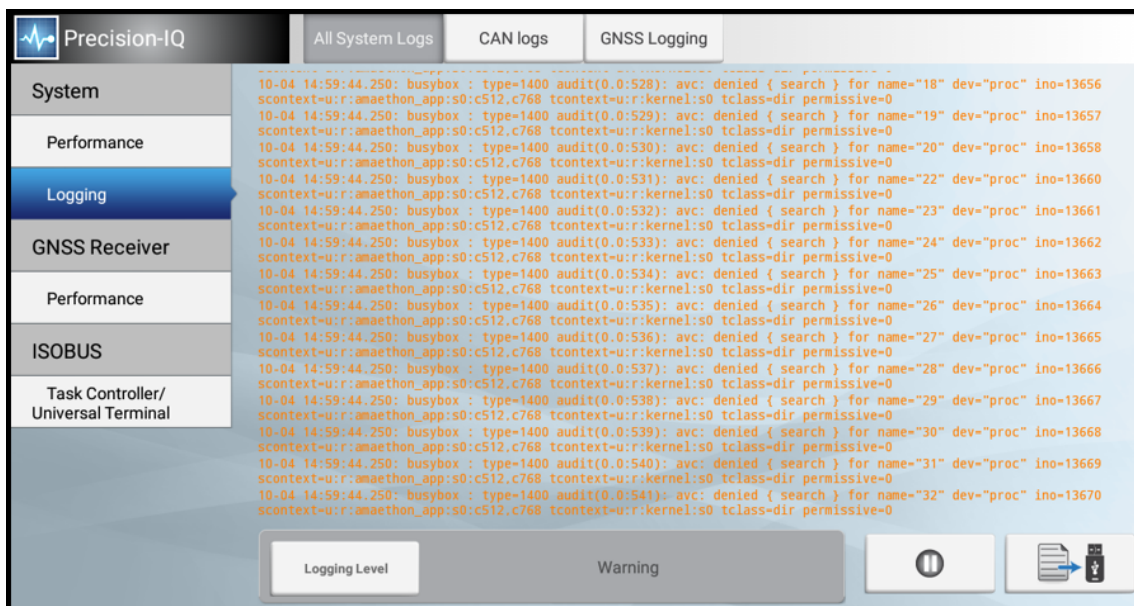 Precision-IQ
All System Logs
CAN logs
GNSS Logging
System
Performance
Logging
GNSS Receiver
Performance
ISOBUS
Task Controller/
Universal Terminal
10-04 14:59:44.250: busybox : type=1400 audit(0.0:528): avc: denied { search } for name="18" dev="proc" ino=13656
scontext=u:r:amaethon_app:s0:c512,c768 tcontext=u:r:kernel:s0 tclass=dir permissive=0
10-04 14:59:44.250: busybox : type=1400 audit(0.0:529): avc: denied { search } for name="19" dev="proc" ino=13657
scontext=u:r:amaethon_app:s0:c512,c768 tcontext=u:r:kernel:s0 tclass=dir permissive=0
10-04 14:59:44.250: busybox : type=1400 audit(0.0:530): avc: denied { search } for name="20" dev="proc" ino=13658
scontext=u:r:amaethon_app:s0:c512,c768 tcontext=u:r:kernel:s0 tclass=dir permissive=0
10-04 14:59:44.250: busybox : type=1400 audit(0.0:531): avc: denied { search } for name="22" dev="proc" ino=13660
scontext=u:r:amaethon_app:s0:c512,c768 tcontext=u:r:kernel:s0 tclass=dir permissive=0
10-04 14:59:44.250: busybox : type=1400 audit(0.0:532): avc: denied { search } for name="23" dev="proc" ino=13661
scontext=u:r:amaethon_app:s0:c512,c768 tcontext=u:r:kernel:s0 tclass=dir permissive=0
10-04 14:59:44.250: busybox : type=1400 audit(0.0:533): avc: denied { search } for name="24" dev="proc" ino=13662
scontext=u:r:amaethon_app:s0:c512,c768 tcontext=u:r:kernel:s0 tclass=dir permissive=0
10-04 14:59:44.250: busybox : type=1400 audit(0.0:534): avc: denied { search } for name="25" dev="proc" ino=13663
scontext=u:r:amaethon_app:s0:c512,c768 tcontext=u:r:kernel:s0 tclass=dir permissive=0
10-04 14:59:44.250: busybox : type=1400 audit(0.0:535): avc: denied { search } for name="26" dev="proc" ino=13664
scontext=u:r:amaethon_app:s0:c512,c768 tcontext=u:r:kernel:s0 tclass=dir permissive=0
10-04 14:59:44.250: busybox : type=1400 audit(0.0:536): avc: denied { search } for name="27" dev="proc" ino=13665
scontext=u:r:amaethon_app:s0:c512,c768 tcontext=u:r:kernel:s0 tclass=dir permissive=0
10-04 14:59:44.250: busybox : type=1400 audit(0.0:537): avc: denied { search } for name="28" dev="proc" ino=13666
scontext=u:r:amaethon_app:s0:c512,c768 tcontext=u:r:kernel:s0 tclass=dir permissive=0
10-04 14:59:44.250: busybox : type=1400 audit(0.0:538): avc: denied { search } for name="29" dev="proc" ino=13667
scontext=u:r:amaethon_app:s0:c512,c768 tcontext=u:r:kernel:s0 tclass=dir permissive=0
10-04 14:59:44.250: busybox : type=1400 audit(0.0:539): avc: denied { search } for name="30" dev="proc" ino=13668
scontext=u:r:amaethon_app:s0:c512,c768 tcontext=u:r:kernel:s0 tclass=dir permissive=0
10-04 14:59:44.250: busybox : type=1400 audit(0.0:540): avc: denied { search } for name="31" dev="proc" ino=13669
scontext=u:r:amaethon_app:s0:c512,c768 tcontext=u:r:kernel:s0 tclass=dir permissive=0
10-04 14:59:44.250: busybox : type=1400 audit(0.0:541): avc: denied { search } for name="32" dev="proc" ino=13670
scontext=u:r:amaethon_app:s0:c512,c768 tcontext=u:r:kernel:s0 tclass=dir permissive=0
Logging Level
Warning